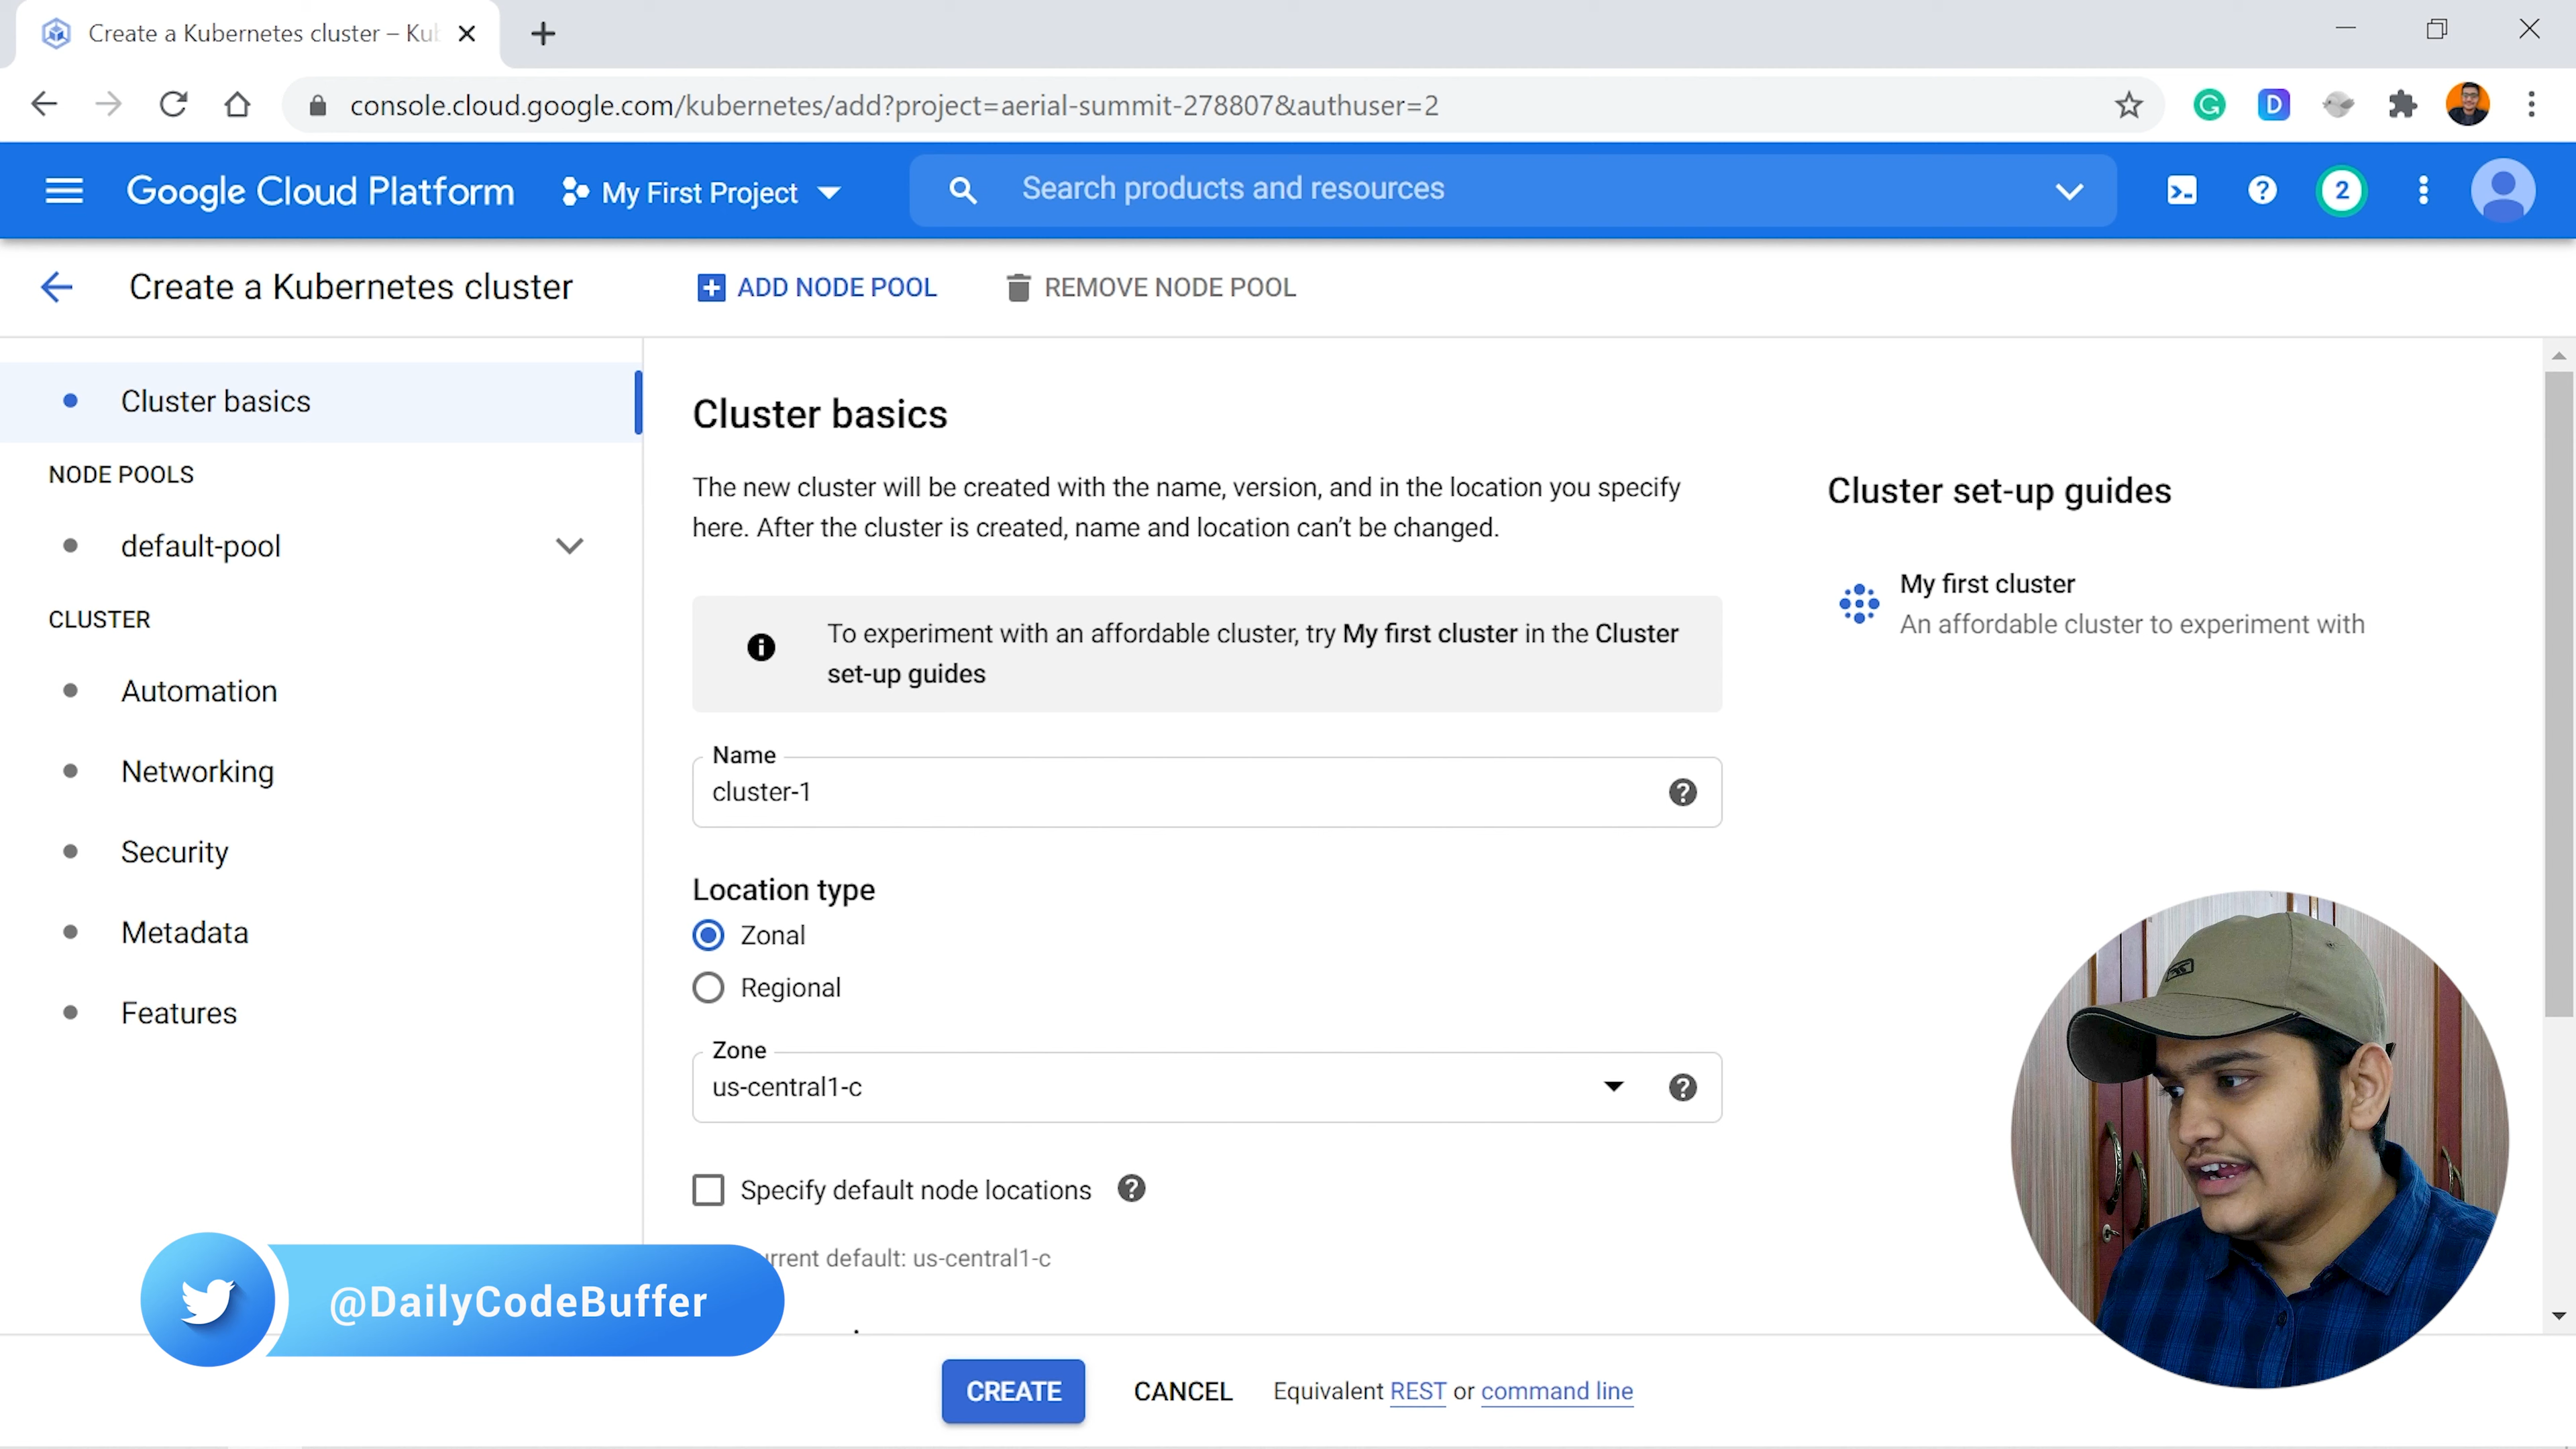 Create a Kubernetes cluster – Ku
console.cloud.google.com/kubernetes/add?project=aerial-summit-278807&authuser=2
Google Cloud Platform
My First Project
Search products and resources
2
Create a Kubernetes cluster
ADD NODE POOL
REMOVE NODE POOL
Cluster basics
NODE POOLS
default-pool
CLUSTER
Automation
Networking
Security
Metadata
Features
Cluster basics
The new cluster will be created with the name, version, and in the location you specify
here. After the cluster is created, name and location can't be changed.
To experiment with an affordable cluster, try My first cluster in the Cluster
set-up guides
Name
cluster-1
Location type
Zonal
Regional
Zone
us-central1-c
Specify default node locations
default: us-central1-c
Cluster set-up guides
My first cluster
An affordable cluster to experiment with
@DailyCodeBuffer
CREATE
CANCEL
Equivalent REST or command line